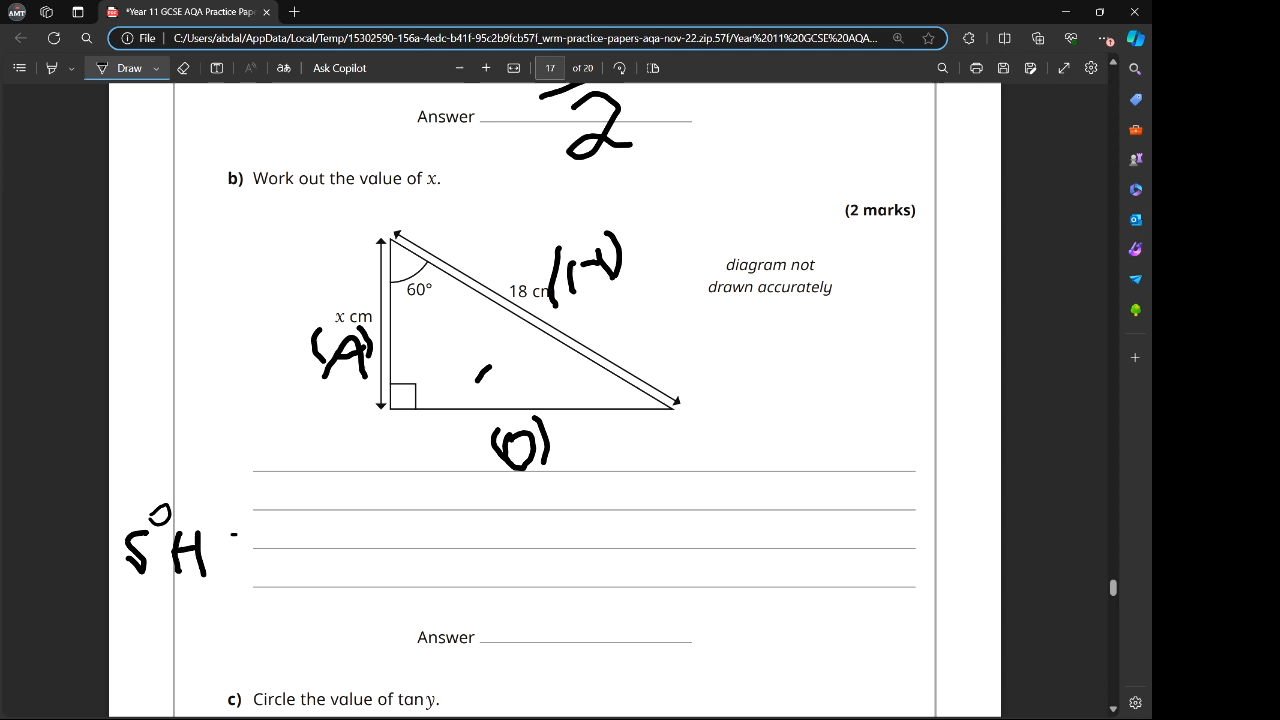 AMT
*Year 11 GCSE AQA Practice Pape
File
C:/Users/abdal/AppData/Local/Temp/15302590-156a-4edc-b41f-95c2b9fcb57f_wrm-practice-papers-aqa-nov-22.zip.57f/Year%2011%20GCSE%20AQA...
Draw
Ask Copilot
17 of 20
2
Answer
b) Work out the value of x.
(2 marks)
diagram not
drawn accurately
60°
18 cm
(H)
x cm
(A)
(O)
S O H
Answer
c) Circle the value of tan y.